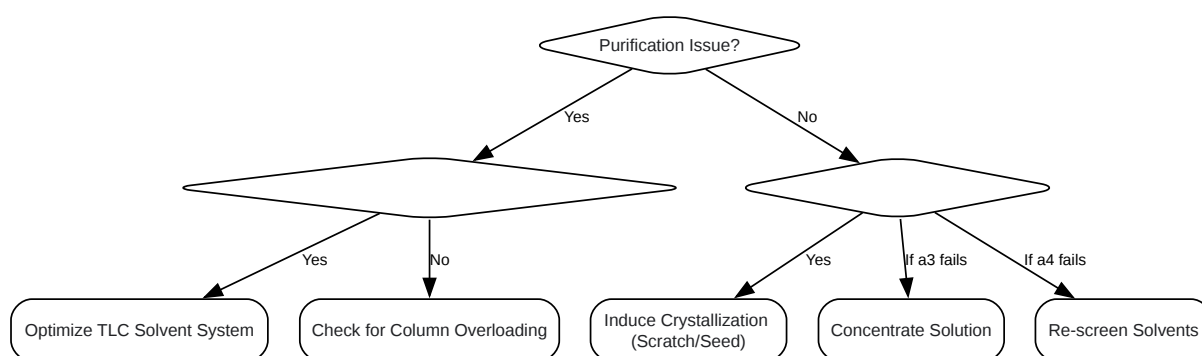 Purification Issue?
Yes
No
Yes
No
Yes
If a3 fails
If a4 fails
Optimize TLC Solvent System
Check for Column Overloading
Induce Crystallization
(Scratch/Seed)
Concentrate Solution
Re-screen Solvents